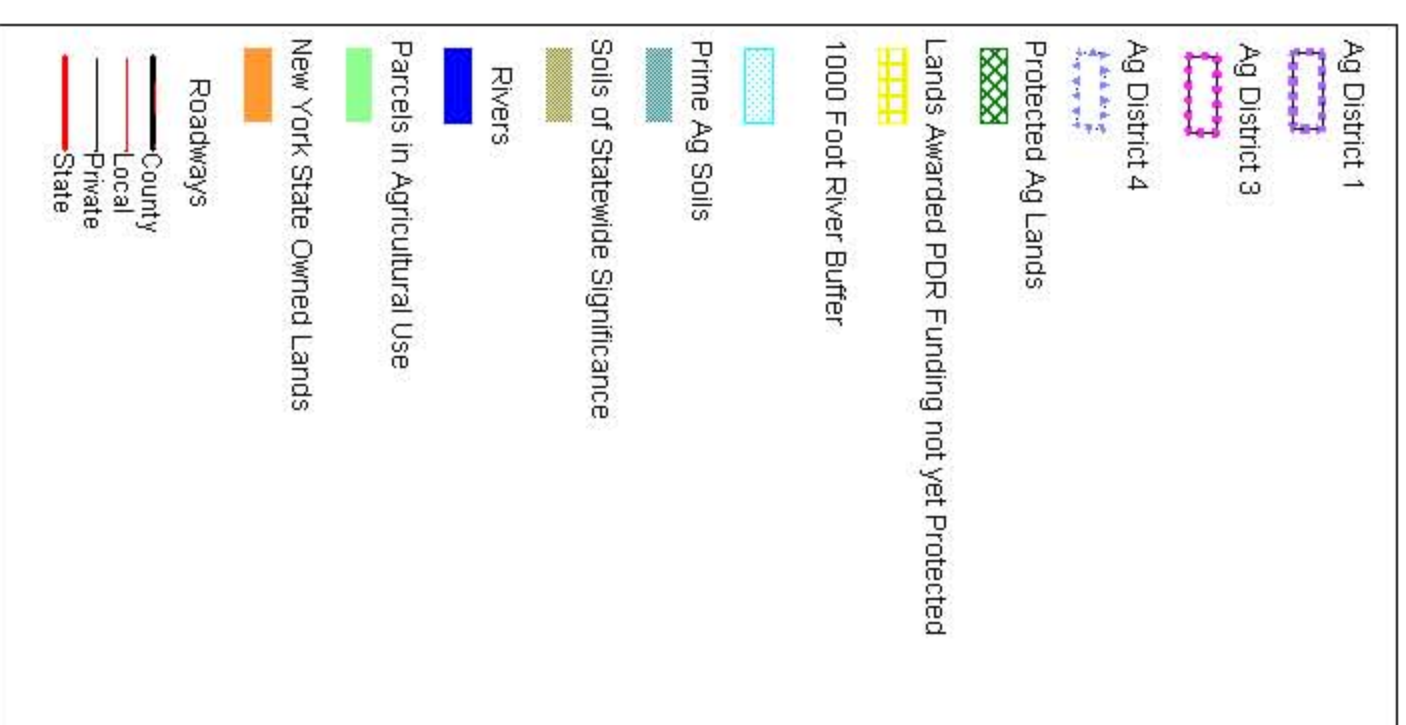 Ag District 1
Ag District 3
Ag District 4
Protected Ag Lands
Lands Awarded PDR Funding not yet Protected
1000 Foot River Buffer
Prime Ag Soils
Soils of Statewide Significance
Rivers
Parcels in Agricultural Use
New York State Owned Lands
Roadways
County
Local
Private
State